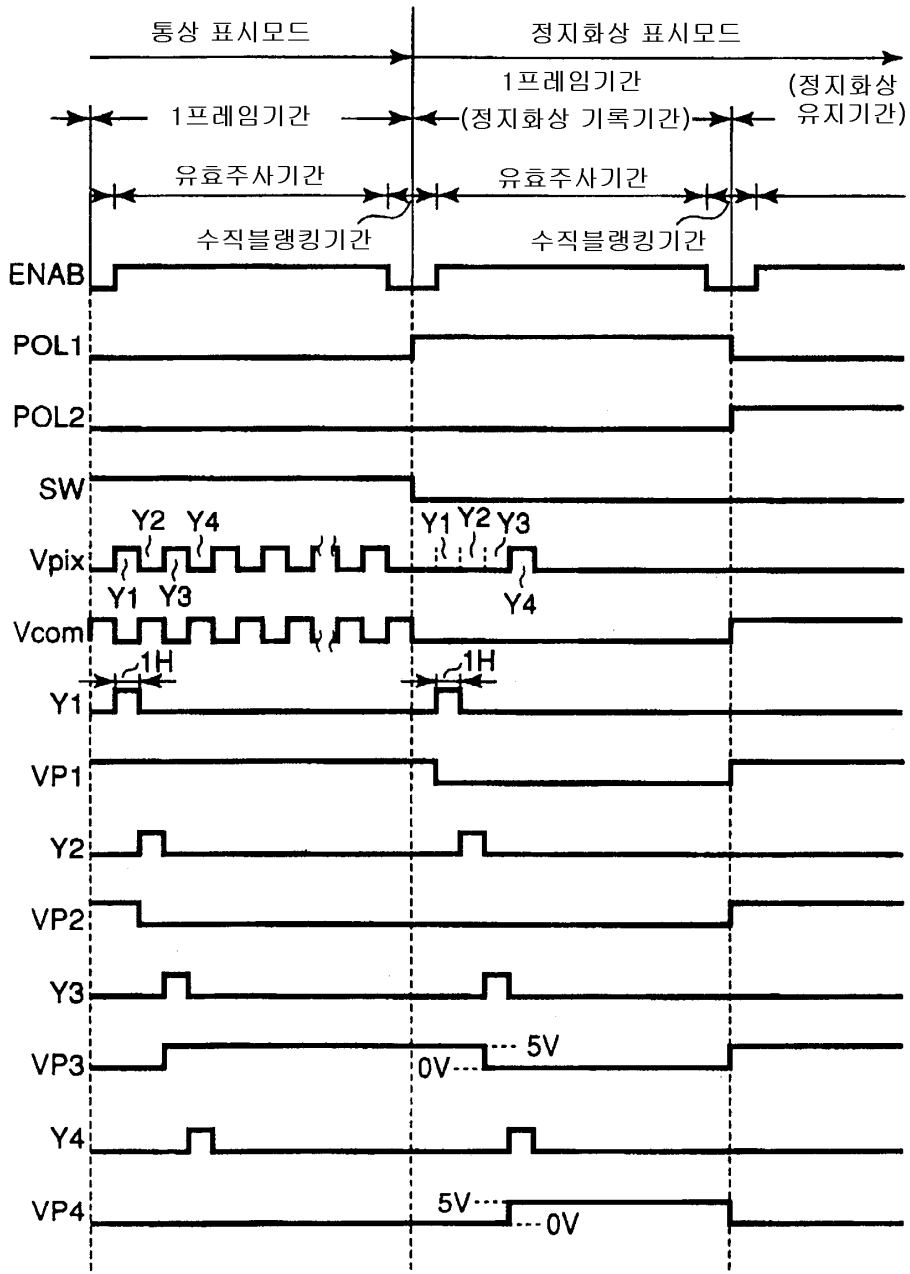 통상 표시모드
정지화상 표시모드
1프레임기간
1프레임기간
(정지화상 기록기간)
(정지화상
유지기간)
유효주사기간
유효주사기간
수직블랭킹기간
수직블랭킹기간
ENAB
POL1
POL2
SW
Y2 Y4
Y1 Y2 Y3
Vpix
Y1 Y3
Y4
Vcom
1H
1H
Y1
VP1
Y2
VP2
Y3
VP3
5V
0V
Y4
VP4
5V
0V